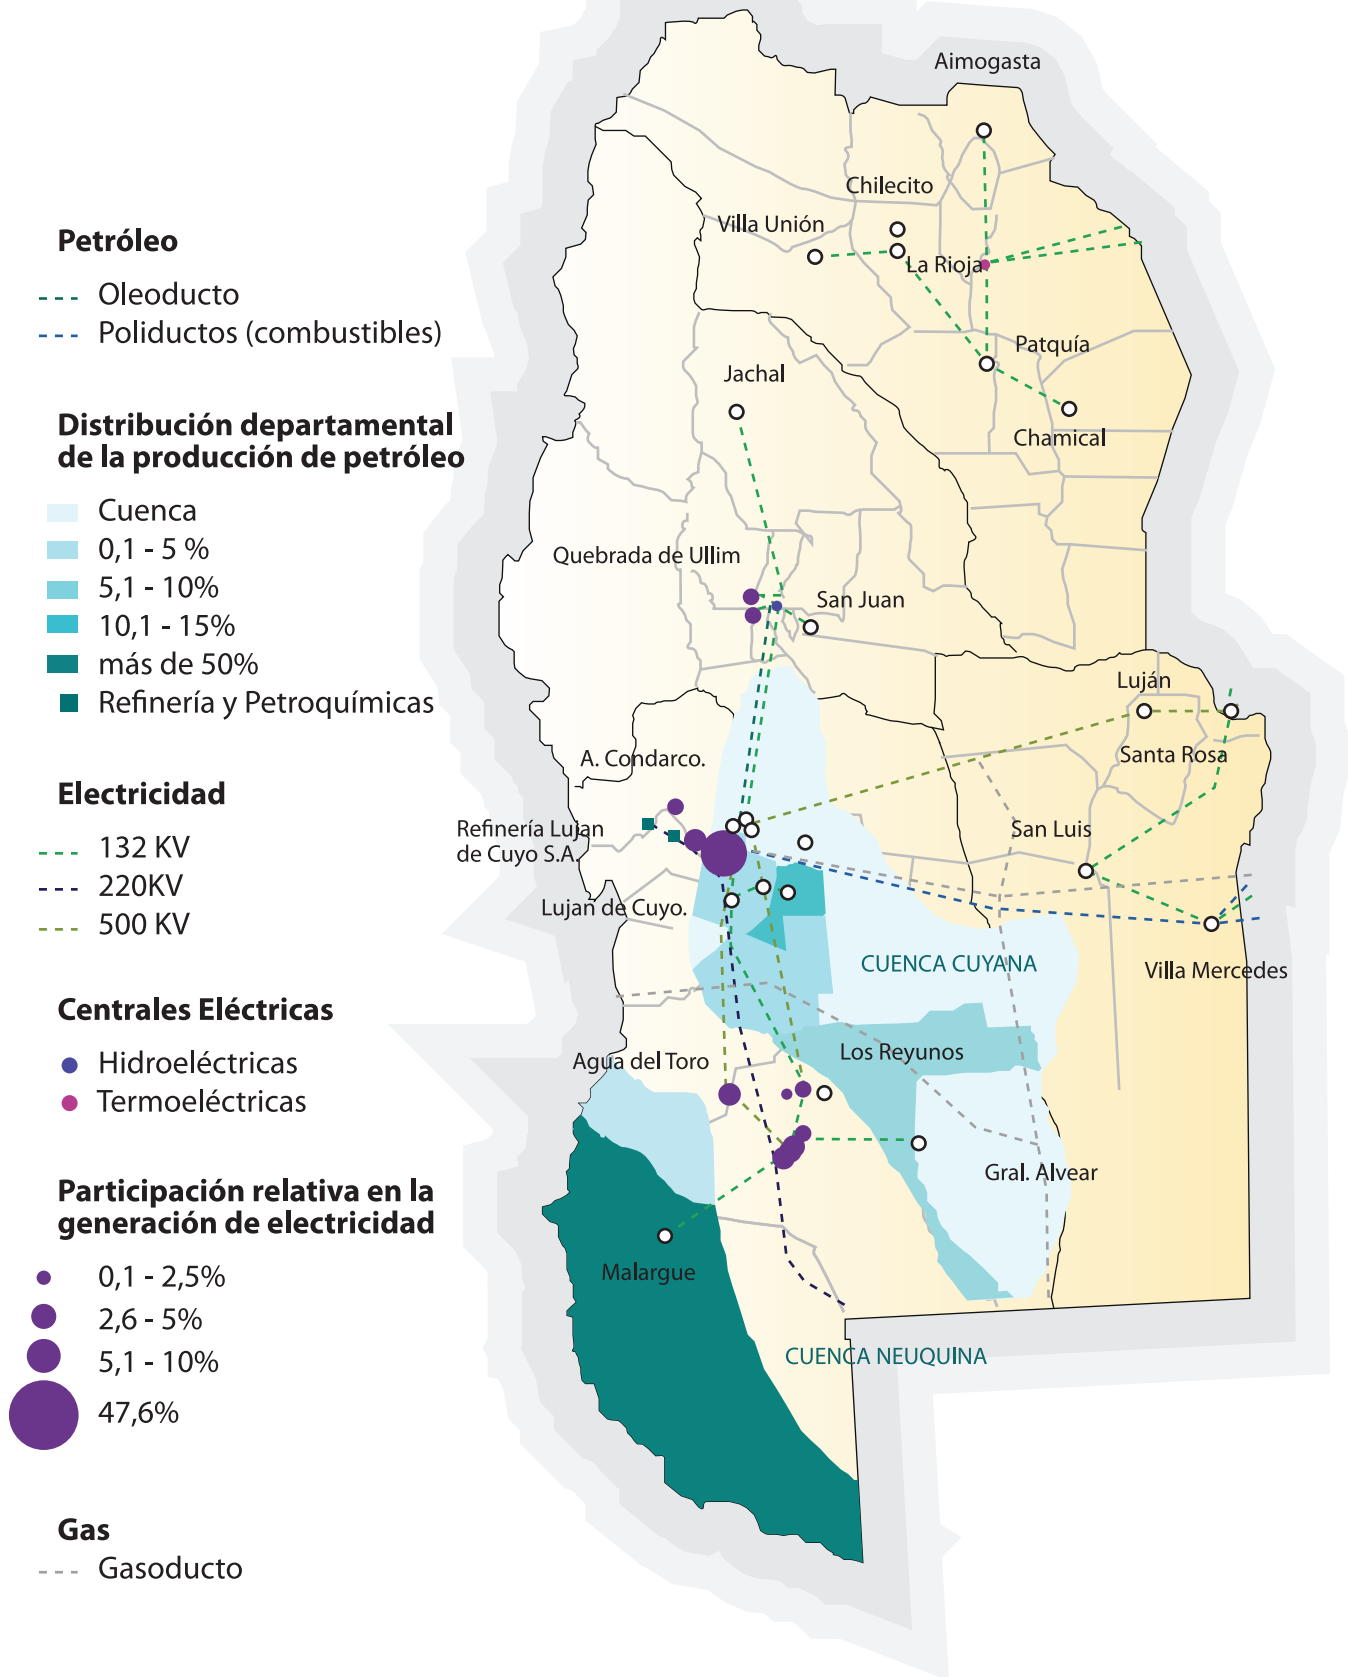 Petróleo
Oleoducto
Poliductos (combustibles)
Distribución departamental
de la producción de petróleo
Cuenca
0,1 - 5 %
5,1 - 10%
10,1 - 15%
más de 50%
Refinería y Petroquímicas
Electricidad
132 KV
220KV
500 KV
Centrales Eléctricas
Hidroeléctricas
Termoeléctricas
Participación relativa en la
generación de electricidad
0,1 - 2,5%
2,6 - 5%
5,1 - 10%
47,6%
Gas
Gasoducto
Aimogasta
Chilecito
Villa Unión
La Rioja
Patquía
Jachal
Chamical
Quebrada de Ullim
San Juan
Luján
Santa Rosa
A. Condarco.
Refinería Lujan
de Cuyo S.A.
San Luis
Lujan de Cuyo.
CUENCA CUYANA
Villa Mercedes
Los Reyunos
Agua del Toro
Gral. Alvear
Malargue
CUENCA NEUQUINA